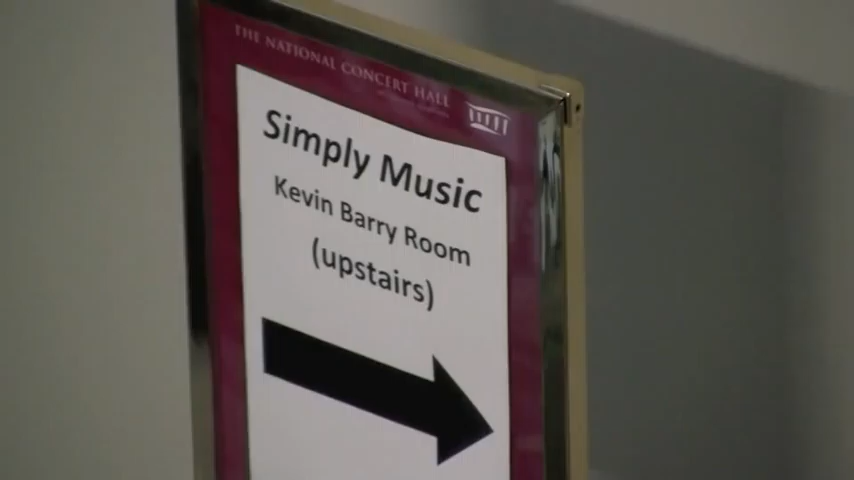 THE NATIONAL CONCERT HALL
Simply Music
Kevin Barry Room
(upstairs)